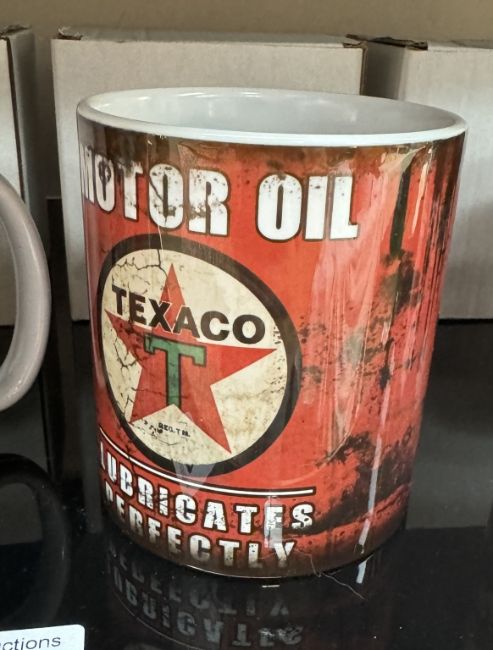 MOTOR OIL
TEXACO
T
REG. T.M.
LUBRICATES
PERFECTLY
ctions